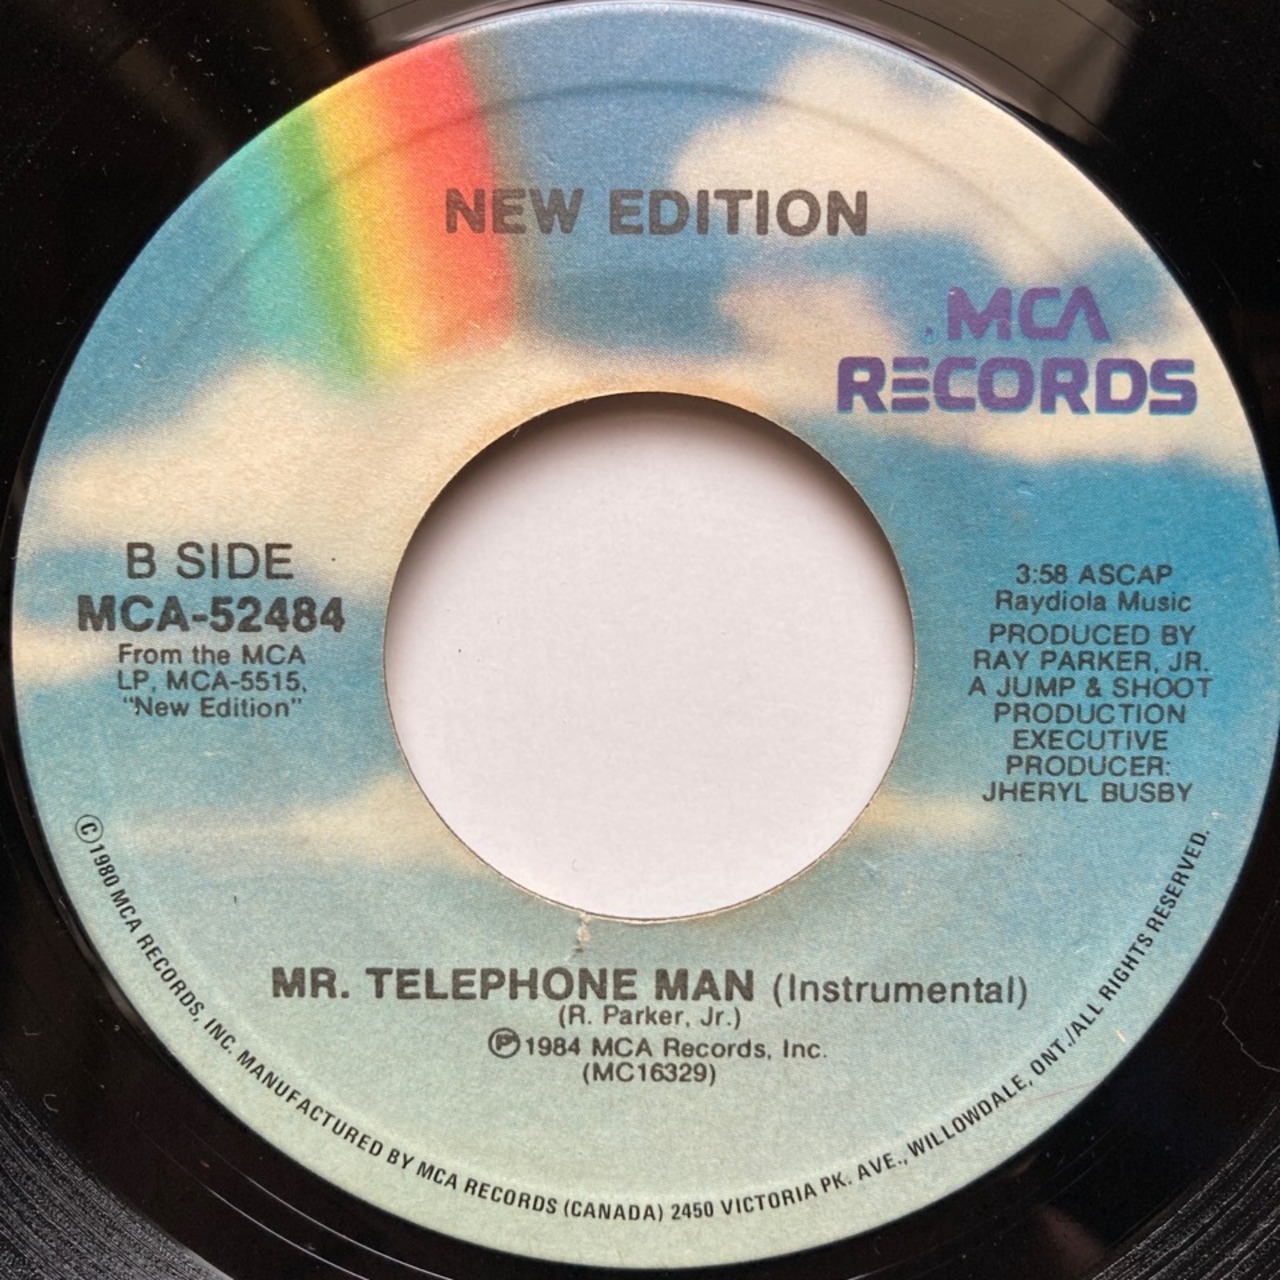 NEW EDITION
MCA
RECORDS
B SIDE
MCA-52484
From the MCA
LP, MCA-5515,
"New Edition"
3:58 ASCAP
Raydiola Music
PRODUCED BY
RAY PARKER, JR.
A JUMP & SHOOT
PRODUCTION
EXECUTIVE
PRODUCER:
JHERYL BUSBY
MR. TELEPHONE MAN (Instrumental)
(R. Parker, Jr.)
Ⓟ1984 MCA Records, Inc.
(MC16329)
©1980 MCA RECORDS, INC. MANUFACTURED BY MCA RECORDS (CANADA) 2450 VICTORIA PK. AVE., WILLOWDALE, ONT./ALL RIGHTS RESERVED.